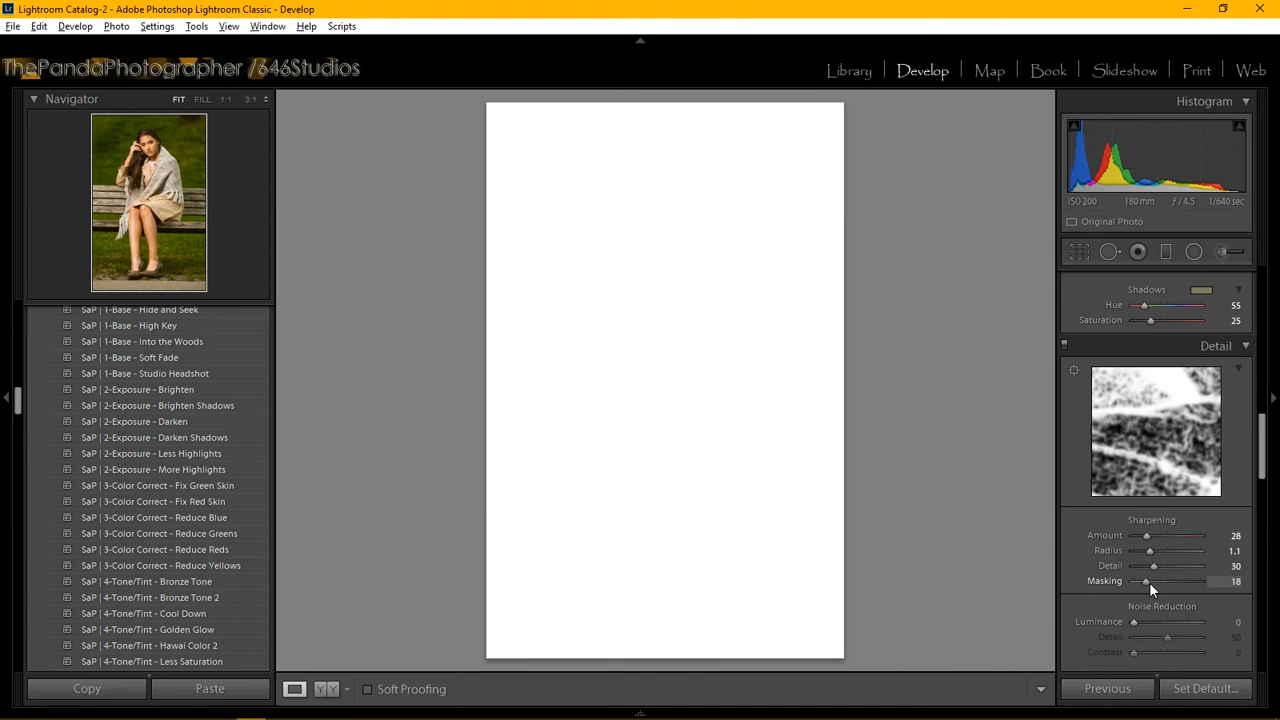 Lightroom Catalog-2 - Adobe Photoshop Lightroom Classic - Develop
File Edit Develop Photo Settings Tools View Window Help Scripts
ThePandaPhotographer /646Studios
Library Develop Map Book Slideshow Print Web
Navigator FIT FILL 1:1 3:1
Histogram
ISO 200 180 mm ƒ / 4.5 1/640 sec
Original Photo
SaP | 1-Base - Hide and Seek
SaP | 1-Base - High Key
SaP | 1-Base - Into the Woods
SaP | 1-Base - Soft Fade
SaP | 1-Base - Studio Headshot
SaP | 2-Exposure - Brighten
SaP | 2-Exposure - Brighten Shadows
SaP | 2-Exposure - Darken
SaP | 2-Exposure - Darken Shadows
SaP | 2-Exposure - Less Highlights
SaP | 2-Exposure - More Highlights
SaP | 3-Color Correct - Fix Green Skin
SaP | 3-Color Correct - Fix Red Skin
SaP | 3-Color Correct - Reduce Blue
SaP | 3-Color Correct - Reduce Greens
SaP | 3-Color Correct - Reduce Reds
SaP | 3-Color Correct - Reduce Yellows
SaP | 4-Tone/Tint - Bronze Tone
SaP | 4-Tone/Tint - Bronze Tone 2
SaP | 4-Tone/Tint - Cool Down
SaP | 4-Tone/Tint - Golden Glow
SaP | 4-Tone/Tint - Hawai Color 2
SaP | 4-Tone/Tint - Less Saturation
Shadows
Hue 55
Saturation 25
Detail
Sharpening
Amount 28
Radius 1.1
Detail 30
Masking 18
Noise Reduction
Luminance 0
Detail 50
Contrast 0
Copy Paste
Soft Proofing
Previous Set Default...